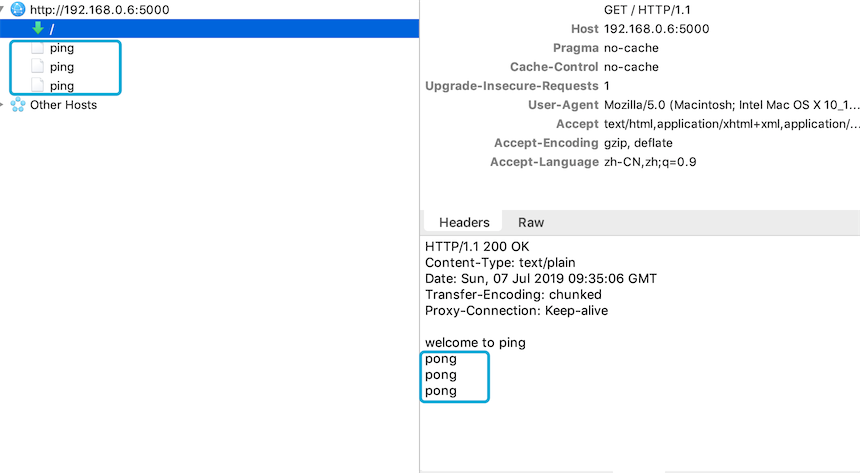 http://192.168.0.6:5000
/
ping
ping
ping
Other Hosts
GET / HTTP/1.1
Host 192.168.0.6:5000
Pragma no-cache
Cache-Control no-cache
Upgrade-Insecure-Requests 1
User-Agent Mozilla/5.0 (Macintosh; Intel Mac OS X 10_1...
Accept text/html,application/xhtml+xml,application/...
Accept-Encoding gzip, deflate
Accept-Language zh-CN,zh;q=0.9
Headers Raw
HTTP/1.1 200 OK
Content-Type: text/plain
Date: Sun, 07 Jul 2019 09:35:06 GMT
Transfer-Encoding: chunked
Proxy-Connection: Keep-alive
welcome to ping
pong
pong
pong